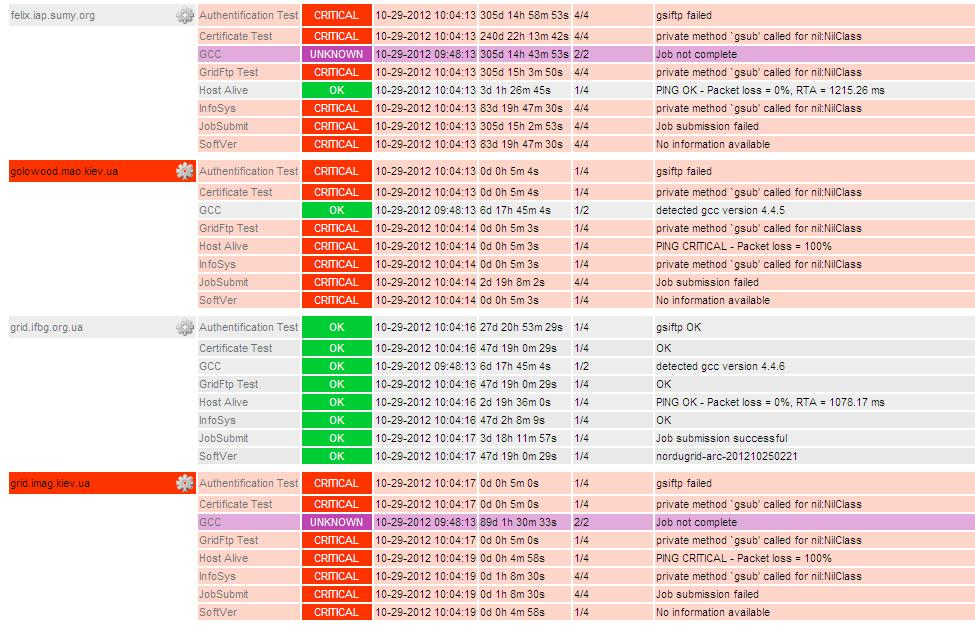 felix.iap.sumy.org Authentification Test CRITICAL 10-29-2012 10:04:13 305d 14h 58m 53s 4/4 gsiftp failed
Certificate Test CRITICAL 10-29-2012 10:04:13 240d 22h 13m 42s 4/4 private method `gsub' called for nil:NilClass
GCC UNKNOWN 10-29-2012 09:48:13 305d 14h 43m 53s 2/2 Job not complete
GridFtp Test CRITICAL 10-29-2012 10:04:13 305d 15h 3m 50s 4/4 private method `gsub' called for nil:NilClass
Host Alive OK 10-29-2012 10:04:13 3d 1h 26m 45s 1/4 PING OK - Packet loss = 0%, RTA = 1215.26 ms
InfoSys CRITICAL 10-29-2012 10:04:13 83d 19h 47m 30s 4/4 private method `gsub' called for nil:NilClass
JobSubmit CRITICAL 10-29-2012 10:04:13 305d 15h 2m 53s 4/4 Job submission failed
SoftVer CRITICAL 10-29-2012 10:04:13 83d 19h 47m 30s 4/4 No information available
golowood.mao.kiev.ua Authentification Test CRITICAL 10-29-2012 10:04:13 0d 0h 5m 4s 1/4 gsiftp failed
Certificate Test CRITICAL 10-29-2012 10:04:13 0d 0h 5m 4s 1/4 private method `gsub' called for nil:NilClass
GCC OK 10-29-2012 09:48:13 6d 17h 45m 4s 1/2 detected gcc version 4.4.5
GridFtp Test CRITICAL 10-29-2012 10:04:14 0d 0h 5m 3s 1/4 private method `gsub' called for nil:NilClass
Host Alive CRITICAL 10-29-2012 10:04:14 0d 0h 5m 3s 1/4 PING CRITICAL - Packet loss = 100%
InfoSys CRITICAL 10-29-2012 10:04:14 0d 0h 5m 3s 1/4 private method `gsub' called for nil:NilClass
JobSubmit CRITICAL 10-29-2012 10:04:14 2d 19h 8m 2s 4/4 Job submission failed
SoftVer CRITICAL 10-29-2012 10:04:14 0d 0h 5m 3s 1/4 No information available
grid.ifbg.org.ua Authentification Test OK 10-29-2012 10:04:16 27d 20h 53m 29s 1/4 gsiftp OK
Certificate Test OK 10-29-2012 10:04:16 47d 19h 0m 29s 1/4 OK
GCC OK 10-29-2012 09:48:13 6d 17h 45m 4s 1/2 detected gcc version 4.4.6
GridFtp Test OK 10-29-2012 10:04:16 47d 19h 0m 29s 1/4 OK
Host Alive OK 10-29-2012 10:04:16 2d 19h 36m 0s 1/4 PING OK - Packet loss = 0%, RTA = 1078.17 ms
InfoSys OK 10-29-2012 10:04:16 47d 2h 8m 9s 1/4 OK
JobSubmit OK 10-29-2012 10:04:17 3d 18h 11m 57s 1/4 Job submission successful
SoftVer OK 10-29-2012 10:04:17 47d 19h 0m 29s 1/4 nordugrid-arc-201210250221
grid.imag.kiev.ua Authentification Test CRITICAL 10-29-2012 10:04:17 0d 0h 5m 0s 1/4 gsiftp failed
Certificate Test CRITICAL 10-29-2012 10:04:17 0d 0h 5m 0s 1/4 private method `gsub' called for nil:NilClass
GCC UNKNOWN 10-29-2012 09:48:13 89d 1h 30m 33s 2/2 Job not complete
GridFtp Test CRITICAL 10-29-2012 10:04:17 0d 0h 5m 0s 1/4 private method `gsub' called for nil:NilClass
Host Alive CRITICAL 10-29-2012 10:04:19 0d 0h 4m 58s 1/4 PING CRITICAL - Packet loss = 100%
InfoSys CRITICAL 10-29-2012 10:04:19 0d 1h 8m 30s 4/4 private method `gsub' called for nil:NilClass
JobSubmit CRITICAL 10-29-2012 10:04:19 0d 1h 8m 30s 4/4 Job submission failed
SoftVer CRITICAL 10-29-2012 10:04:19 0d 0h 4m 58s 1/4 No information available